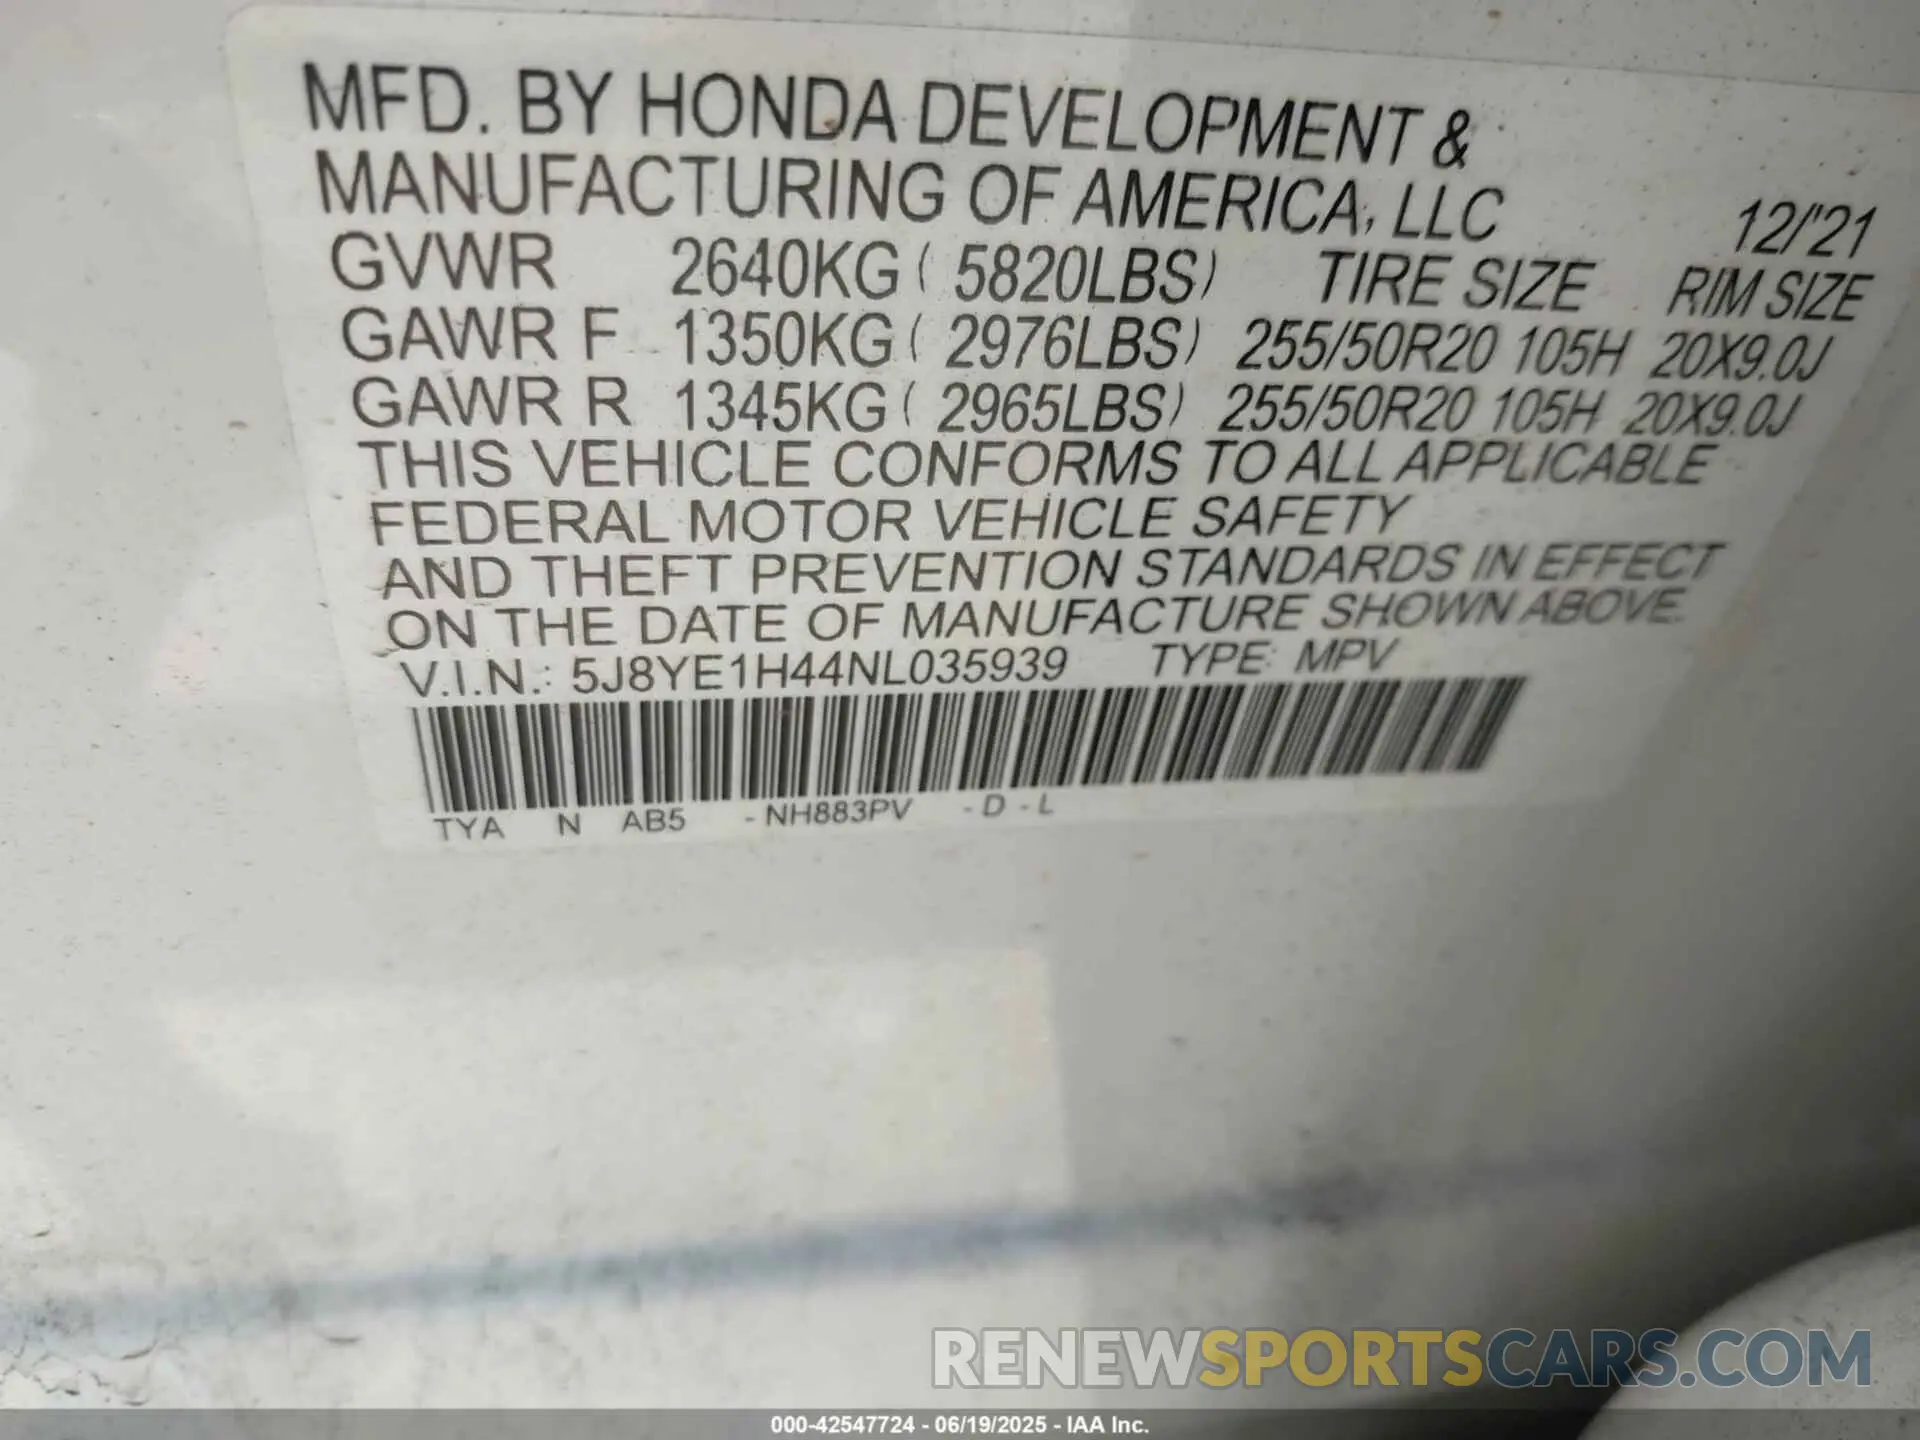 MFD. BY HONDA DEVELOPMENT &
MANUFACTURING OF AMERICA, LLC 12/'21
GVWR 2640KG ( 5820LBS) TIRE SIZE RIM SIZE
GAWR F 1350KG ( 2976LBS) 255/50R20 105H 20X9.0J
GAWR R 1345KG ( 2965LBS) 255/50R20 105H 20X9.0J
THIS VEHICLE CONFORMS TO ALL APPLICABLE
FEDERAL MOTOR VEHICLE SAFETY
AND THEFT PREVENTION STANDARDS IN EFFECT
ON THE DATE OF MANUFACTURE SHOWN ABOVE.
V.I.N.: 5J8YE1H44NL035939 TYPE: MPV
TYA N AB5 - NH883PV - D - L
RENEWSPORTSCARS.COM
000-42547724 - 06/19/2025 - IAA Inc.